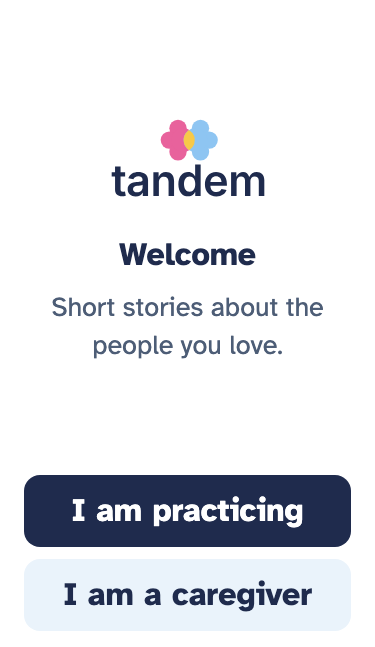 tandem
Welcome
Short stories about the
people you love.
I am practicing
I am a caregiver